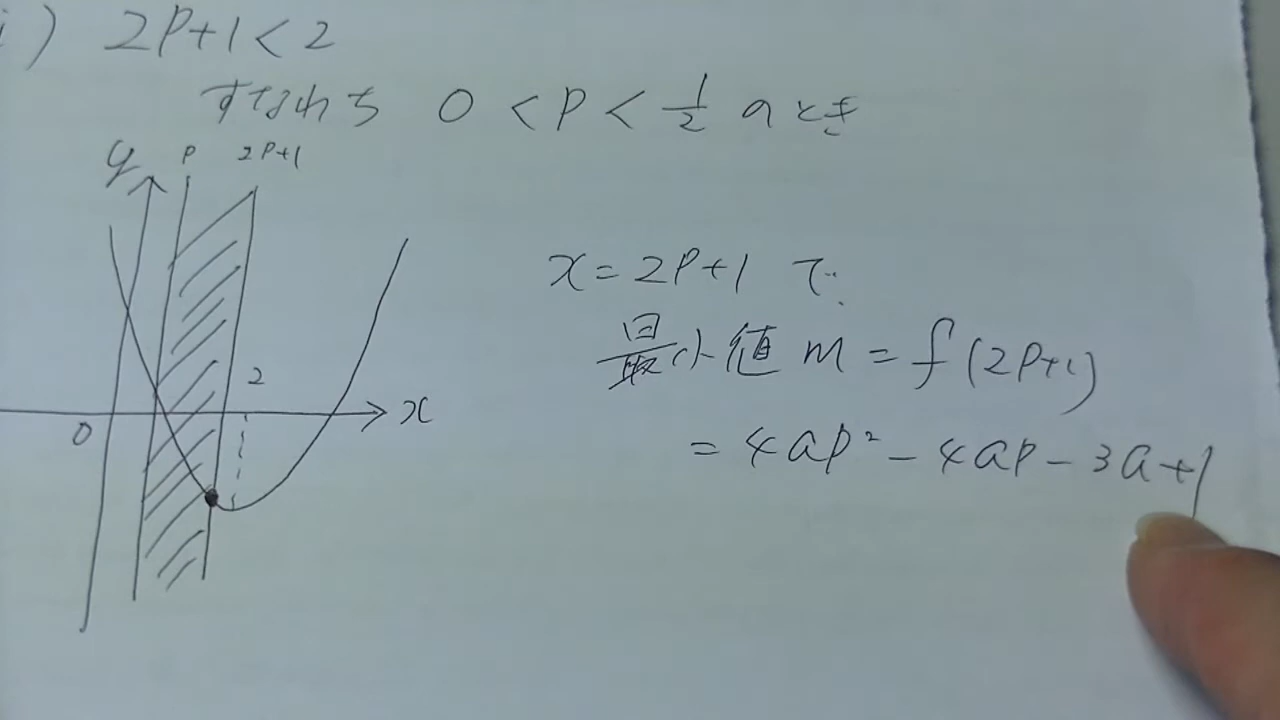 i) 2p+1<2
すなわち 0<p<1/2 のとき
y p 2p+1
2
0 x
x=2p+1 で
最小値 m=f(2p+1)
=4ap²-4ap-3a+1